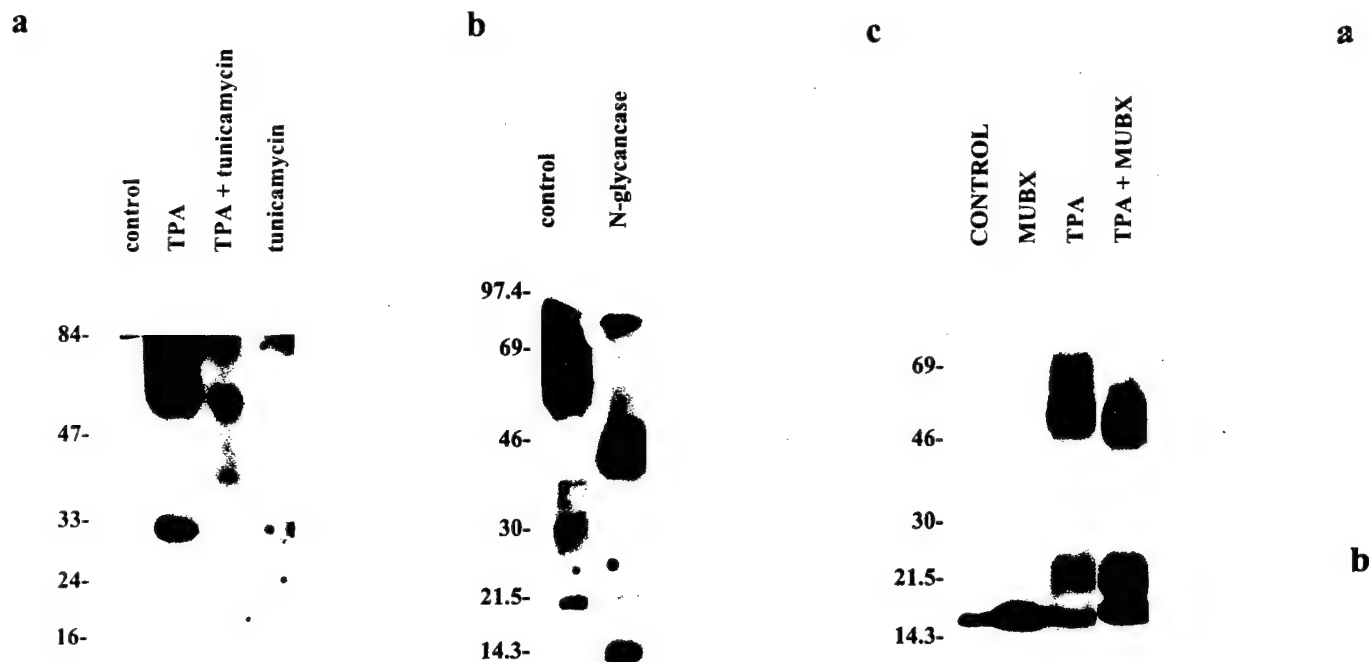 a
control
TPA
TPA + tunicamycin
tunicamycin
84-
47-
33-
24-
16-
b
control
N-glycancase
97.4-
69-
46-
30-
21.5-
14.3-
c
CONTROL
MUBX
TPA
TPA + MUBX
69-
46-
30-
21.5-
14.3-
a
b